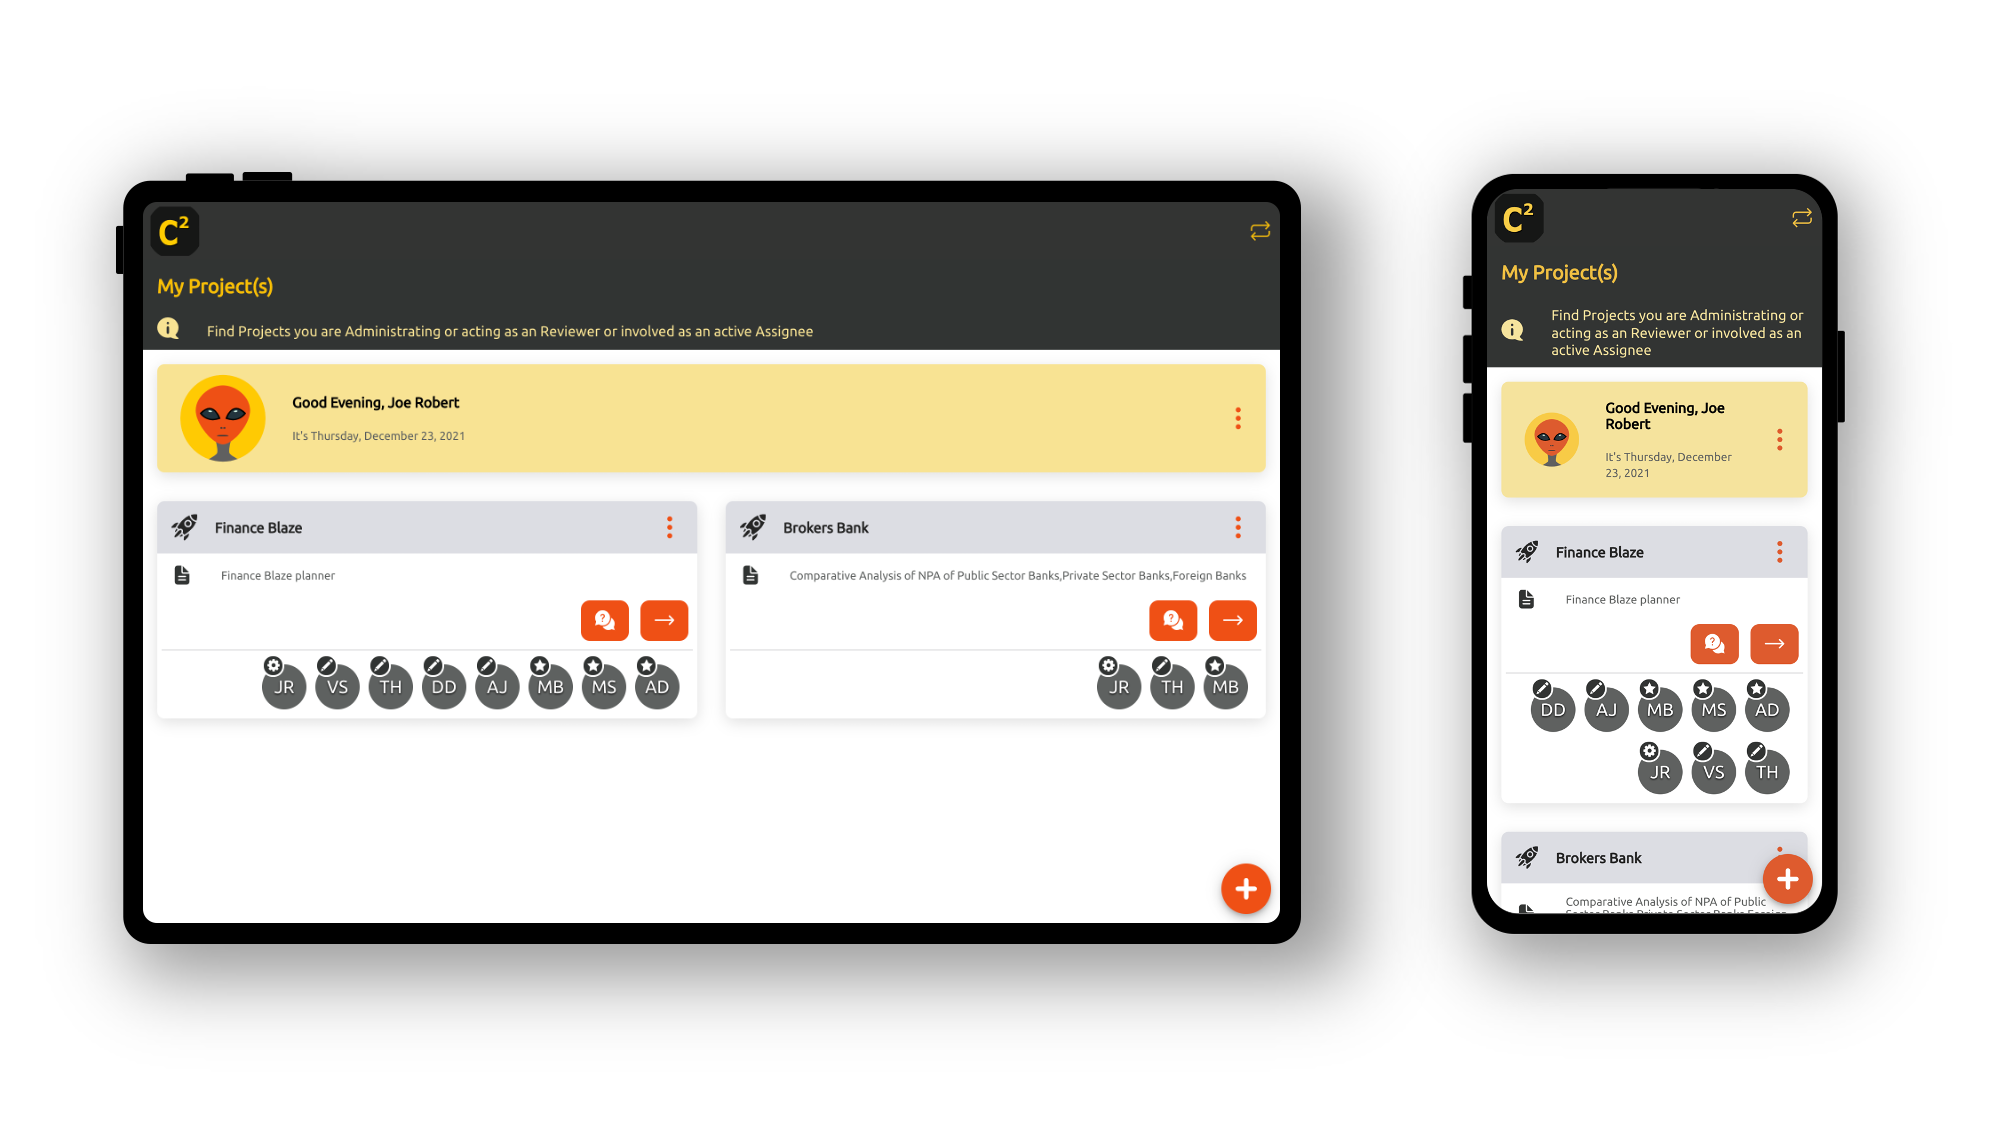 C²
My Project(s)
Find Projects you are Administrating or acting as an Reviewer or involved as an active Assignee
Good Evening, Joe Robert
It's Thursday, December 23, 2021
Finance Blaze
Finance Blaze planner
JR VS TH DD AJ MB MS AD
Brokers Bank
Comparative Analysis of NPA of Public Sector Banks,Private Sector Banks,Foreign Banks
JR TH MB
C²
My Project(s)
Find Projects you are Administrating or
acting as an Reviewer or involved as an
active Assignee
Good Evening, Joe
Robert
It's Thursday, December
23, 2021
Finance Blaze
Finance Blaze planner
DD AJ MB MS AD
JR VS TH
Brokers Bank
Comparative Analysis of NPA of Public